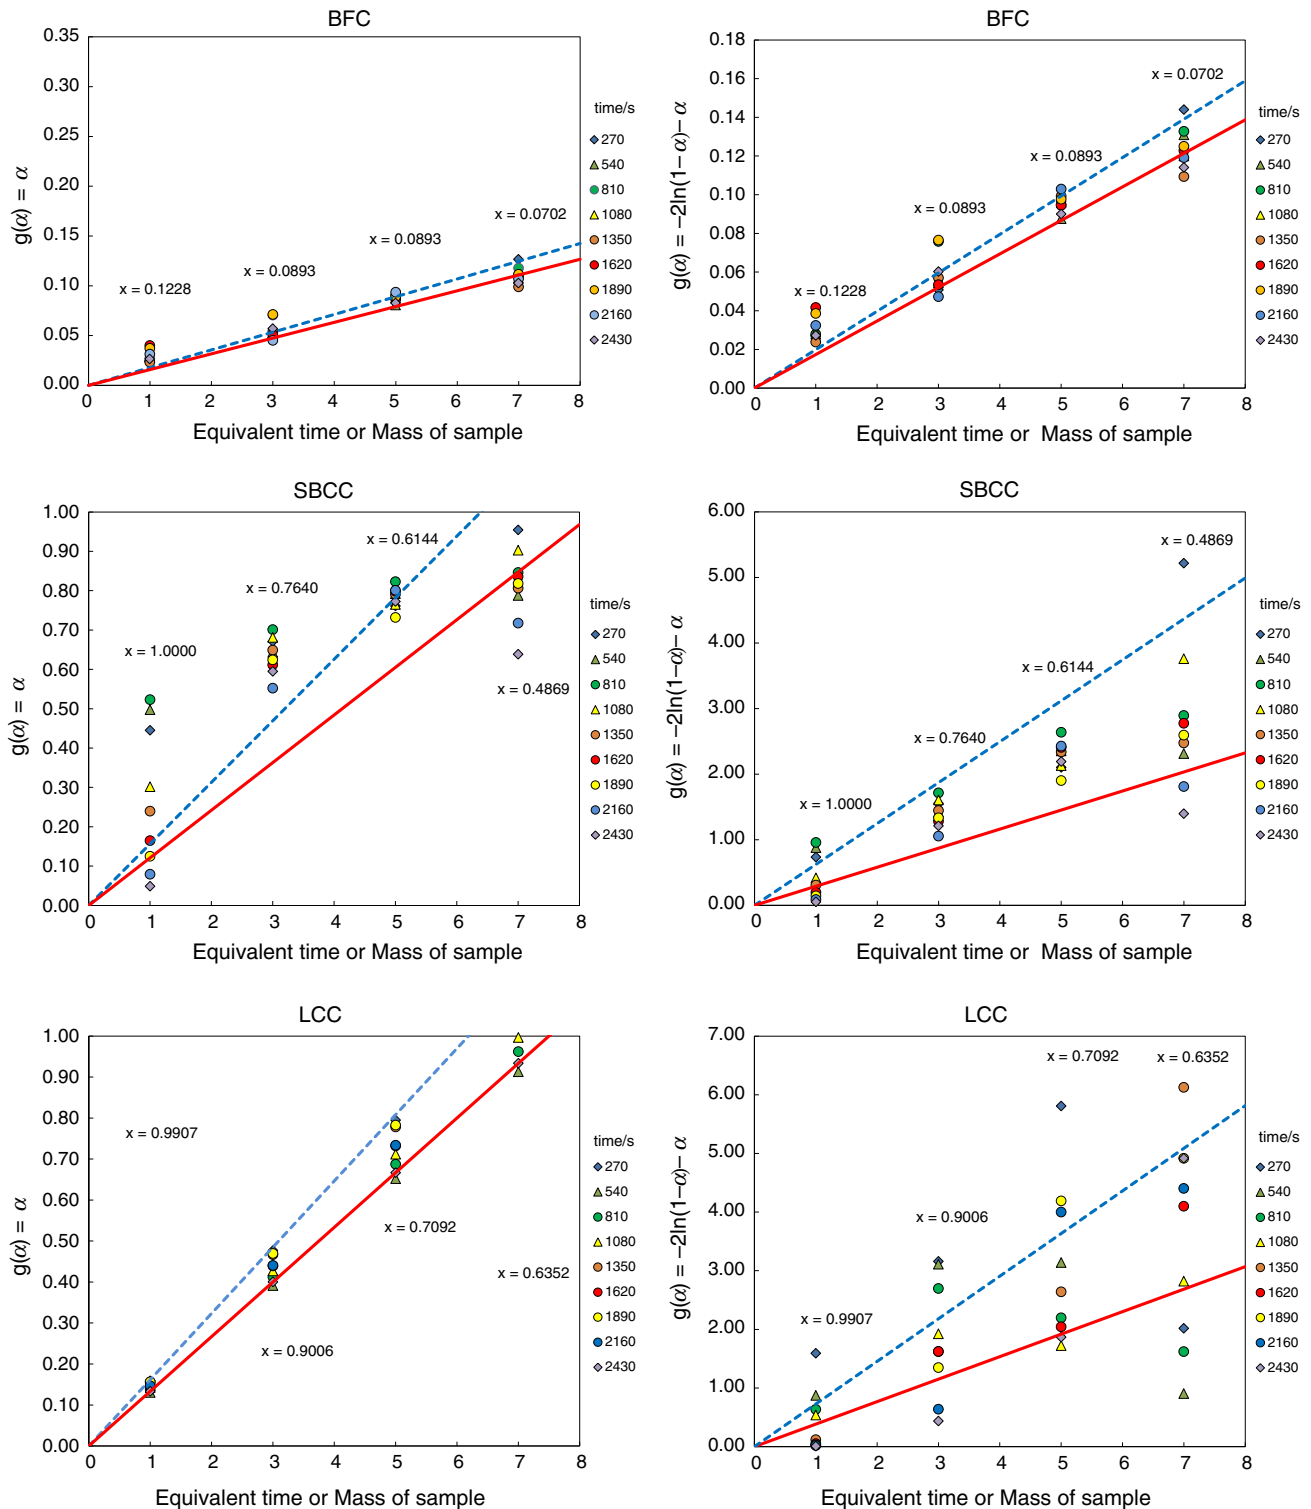 BFC
0.35
0.30
0.25
0.20
0.15
0.10
0.05
0.00
g(α) = α
x = 0.1228
x = 0.0893
x = 0.0893
x = 0.0702
0 1 2 3 4 5 6 7 8
Equivalent time or Mass of sample
time/s
270
540
810
1080
1350
1620
1890
2160
2430
BFC
0.18
0.16
0.14
0.12
0.10
0.08
0.06
0.04
0.02
0.00
g(α) = −2ln(1−α)−α
x = 0.1228
x = 0.0893
x = 0.0893
x = 0.0702
0 1 2 3 4 5 6 7 8
Equivalent time or Mass of sample
time/s
270
540
810
1080
1350
1620
1890
2160
2430
SBCC
1.00
0.90
0.80
0.70
0.60
0.50
0.40
0.30
0.20
0.10
0.00
g(α) = α
x = 1.0000
x = 0.7640
x = 0.6144
x = 0.4869
0 1 2 3 4 5 6 7 8
Equivalent time or Mass of sample
time/s
270
540
810
1080
1350
1620
1890
2160
2430
SBCC
6.00
5.00
4.00
3.00
2.00
1.00
0.00
g(α) = −2ln(1−α)−α
x = 1.0000
x = 0.7640
x = 0.6144
x = 0.4869
0 1 2 3 4 5 6 7 8
Equivalent time or Mass of sample
time/s
270
540
810
1080
1350
1620
1890
2160
2430
LCC
1.00
0.90
0.80
0.70
0.60
0.50
0.40
0.30
0.20
0.10
0.00
g(α) = α
x = 0.9907
x = 0.9006
x = 0.7092
x = 0.6352
0 1 2 3 4 5 6 7 8
Equivalent time or Mass of sample
time/s
270
540
810
1080
1350
1620
1890
2160
2430
LCC
7.00
6.00
5.00
4.00
3.00
2.00
1.00
0.00
g(α) = −2ln(1−α)−α
x = 0.9907
x = 0.9006
x = 0.7092
x = 0.6352
0 1 2 3 4 5 6 7 8
Equivalent time or Mass of sample
time/s
270
540
810
1080
1350
1620
1890
2160
2430